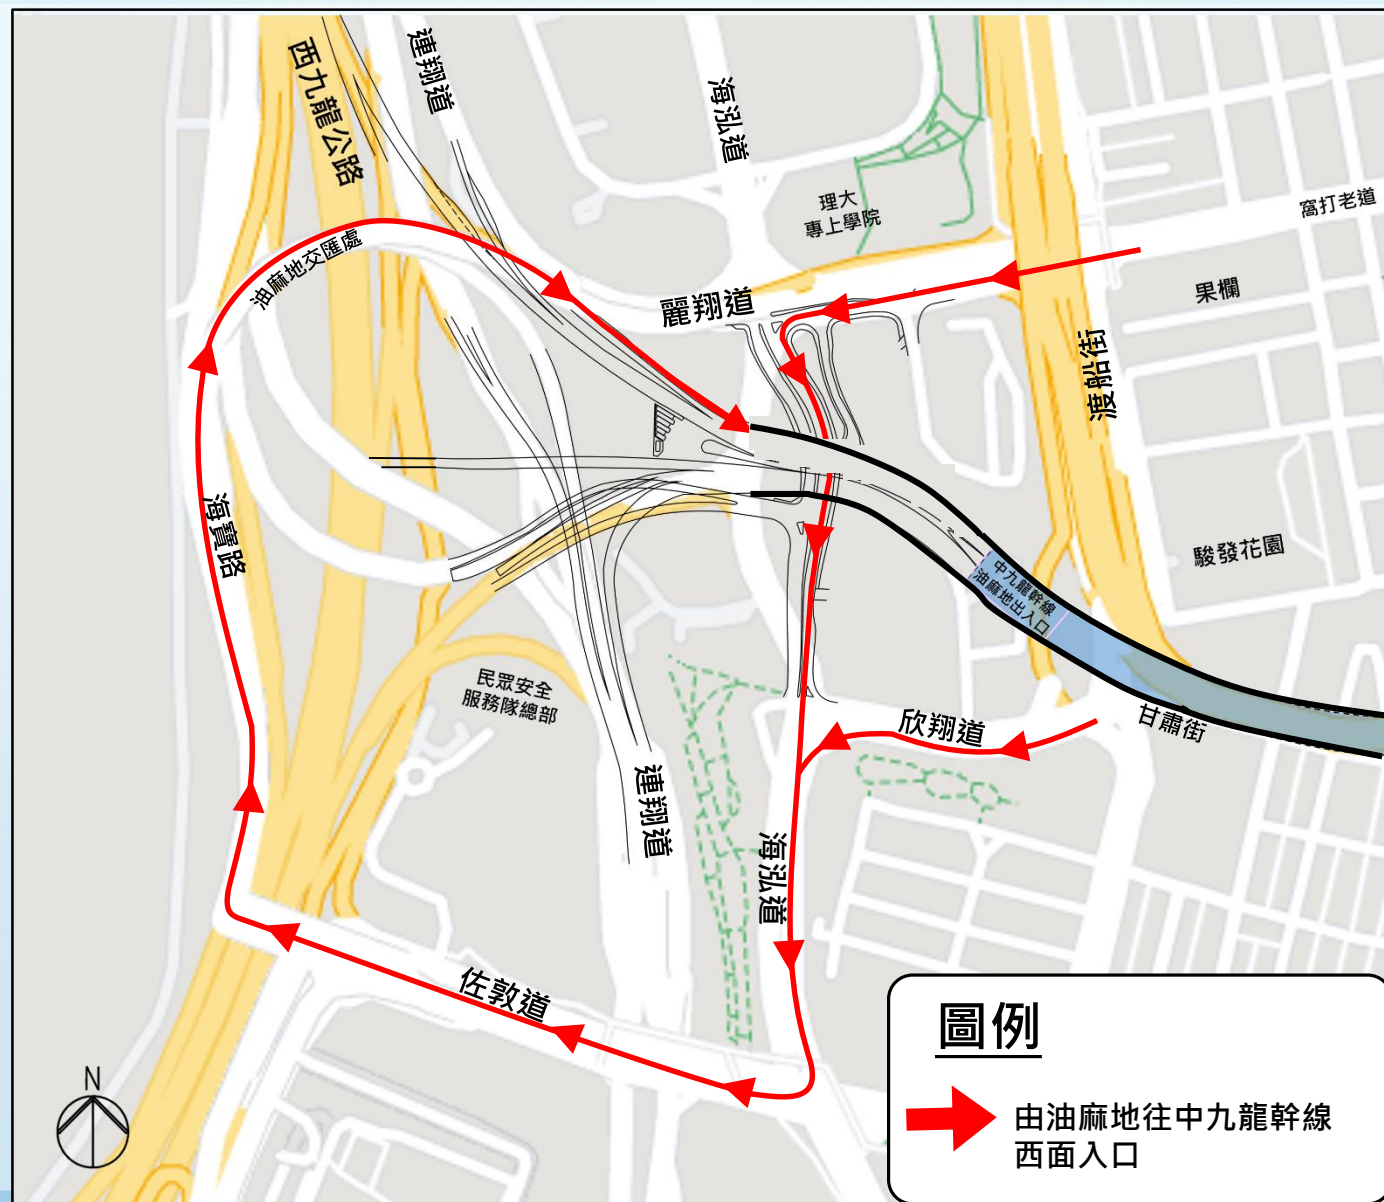 西九龍公路
連翔道
海泓道
理大
專上學院
窩打老道
油麻地交匯處
麗翔道
果欄
渡船街
海寶路
駿發花園
中九龍幹線
油麻地出入口
民眾安全
服務隊總部
欣翔道
甘肅街
連翔道
海泓道
佐敦道
N
圖例
由油麻地往中九龍幹線
西面入口